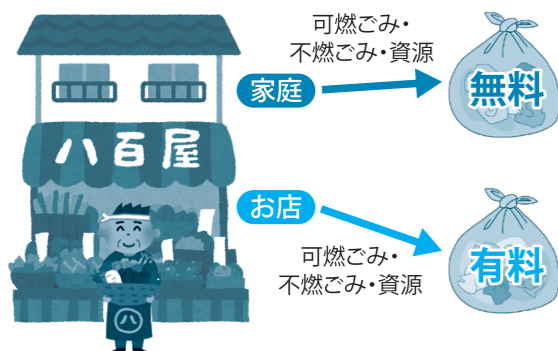 可燃ごみ・
不燃ごみ・資源
家庭
無料
八百屋
お店
有料
可燃ごみ・
不燃ごみ・資源
八